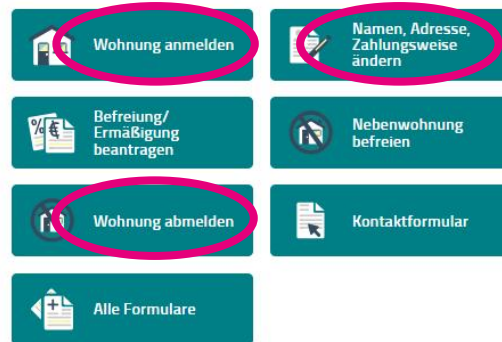 Wohnung anmelden
Namen, Adresse,
Zahlungsweise
ändern
Befreiung/
Ermäßigung
beantragen
Nebenwohnung
befreien
Wohnung abmelden
Kontaktformular
Alle Formulare